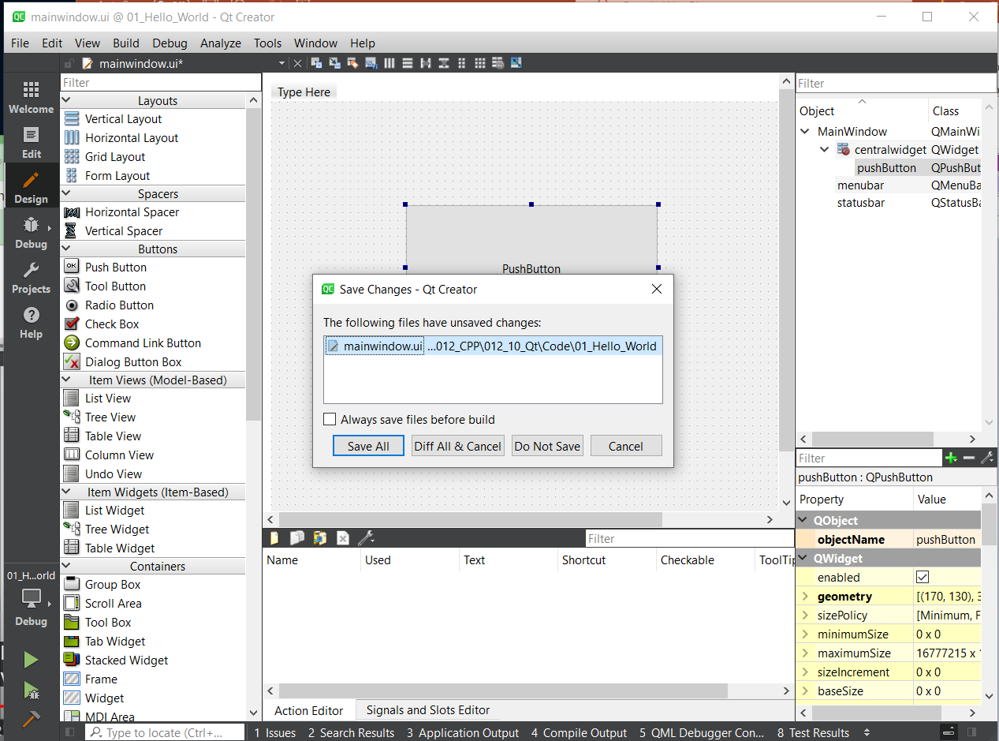 mainwindow.ui @ 01_Hello_World - Qt Creator
File Edit View Build Debug Analyze Tools Window Help
mainwindow.ui*
Welcome
Edit
Design
Debug
Projects
Help
01_H...orld
Debug
Filter
Layouts
Vertical Layout
Horizontal Layout
Grid Layout
Form Layout
Spacers
Horizontal Spacer
Vertical Spacer
Buttons
Push Button
Tool Button
Radio Button
Check Box
Command Link Button
Dialog Button Box
Item Views (Model-Based)
List View
Tree View
Table View
Column View
Undo View
Item Widgets (Item-Based)
List Widget
Tree Widget
Table Widget
Containers
Group Box
Scroll Area
Tool Box
Tab Widget
Stacked Widget
Frame
Widget
MDI Area
Type Here
PushButton
Save Changes - Qt Creator
The following files have unsaved changes:
mainwindow.ui ...012_CPP\012_10_Qt\Code\01_Hello_World
Always save files before build
Save All Diff All & Cancel Do Not Save Cancel
Filter
Name Used Text Shortcut Checkable ToolTip
Action Editor Signals and Slots Editor
Filter
Object Class
MainWindow QMainWi
centralwidget QWidget
pushButton QPushBut
menubar QMenuBa
statusbar QStatusBa
Filter
pushButton : QPushButton
Property Value
QObject
objectName pushButton
QWidget
enabled
geometry [(170, 130), 3
sizePolicy [Minimum, F
minimumSize 0 x 0
maximumSize 16777215 x
sizeIncrement 0 x 0
baseSize 0 x 0
Type to locate (Ctrl+... 1 Issues 2 Search Results 3 Application Output 4 Compile Output 5 QML Debugger Con... 8 Test Results